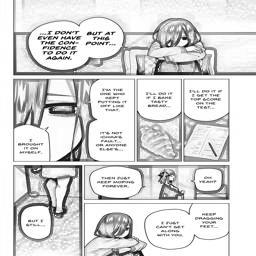 BUT AT
THIS
POINT...
...I DON'T
EVEN HAVE
THE CON-
FIDENCE
TO DO IT
AGAIN.
I'LL DO IT
IF I GET
THE TOP
SCORE ON
THE TEST...
I'LL DO IT
IF I BAKE
TASTY
BREAD...
I'M THE
ONE WHO
KEPT
PUTTING IT
OFF LIKE
THAT.
IT'S NOT
ICHIKA'S
FAULT...
OR ANYONE
ELSE'S...
I
BROUGHT
IT ON
MYSELF.
OH
YEAH?
THEN JUST
KEEP MOPING
FOREVER.
BUT I
STILL...
KEEP
DRAGGING
YOUR
FEET...
I JUST
CAN'T GET
ALONG
WITH YOU.